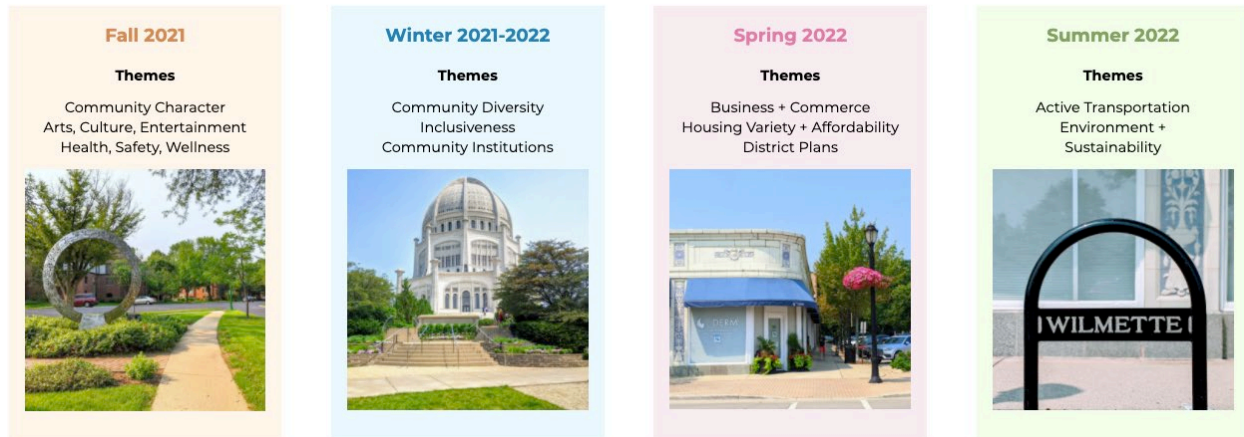 Fall 2021
Themes
Community Character
Arts, Culture, Entertainment
Health, Safety, Wellness
Winter 2021-2022
Themes
Community Diversity
Inclusiveness
Community Institutions
Spring 2022
Themes
Business + Commerce
Housing Variety + Affordability
District Plans
Summer 2022
Themes
Active Transportation
Environment +
Sustainability
WILMETTE